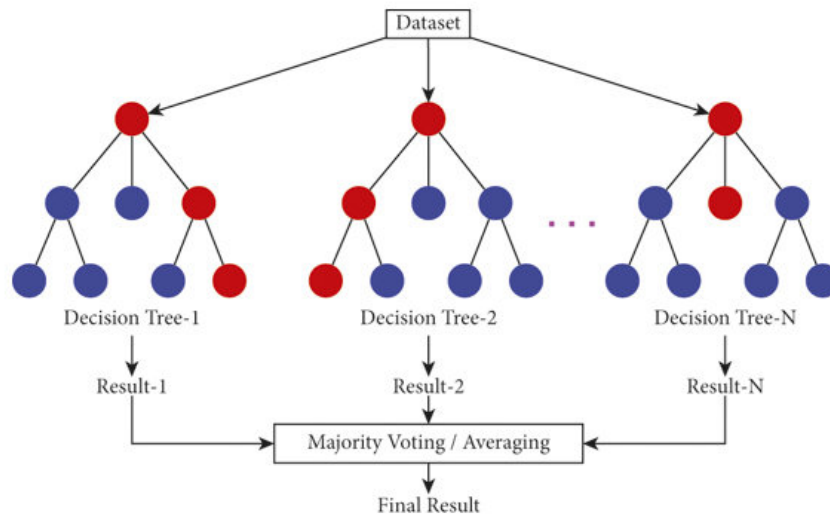 Dataset
Decision Tree-1
Decision Tree-2
Decision Tree-N
Result-1
Result-2
Result-N
Majority Voting / Averaging
Final Result